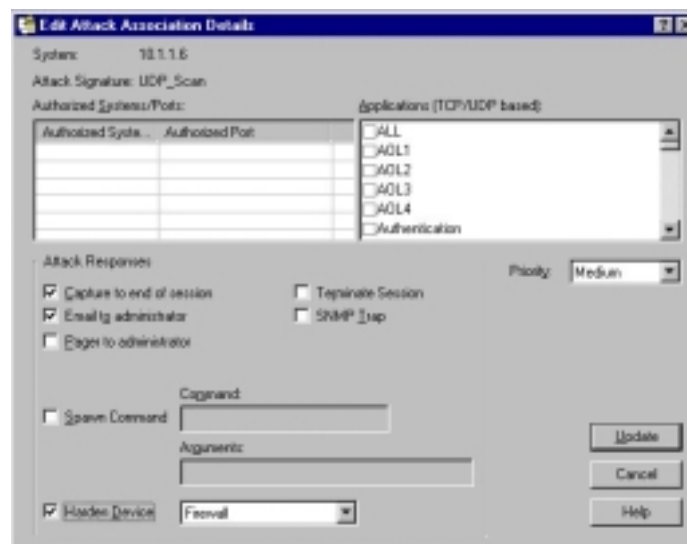 Edit Attack Association Details
System: 10.1.1.6
Attack Signature: UDP_Scan
Authorized Systems/Ports:
Applications (TCP/UDP based):
Authorized Syste... Authorized Port
ALL
AOL1
AOL2
AOL3
AOL4
Authentication
Attack Responses
Priority: Medium
Capture to end of session
Terminate Session
Email to administrator
SNMP Trap
Pager to administrator
Command:
Spawn Command
Arguments:
Update
Cancel
Harden Device
Firewall
Help